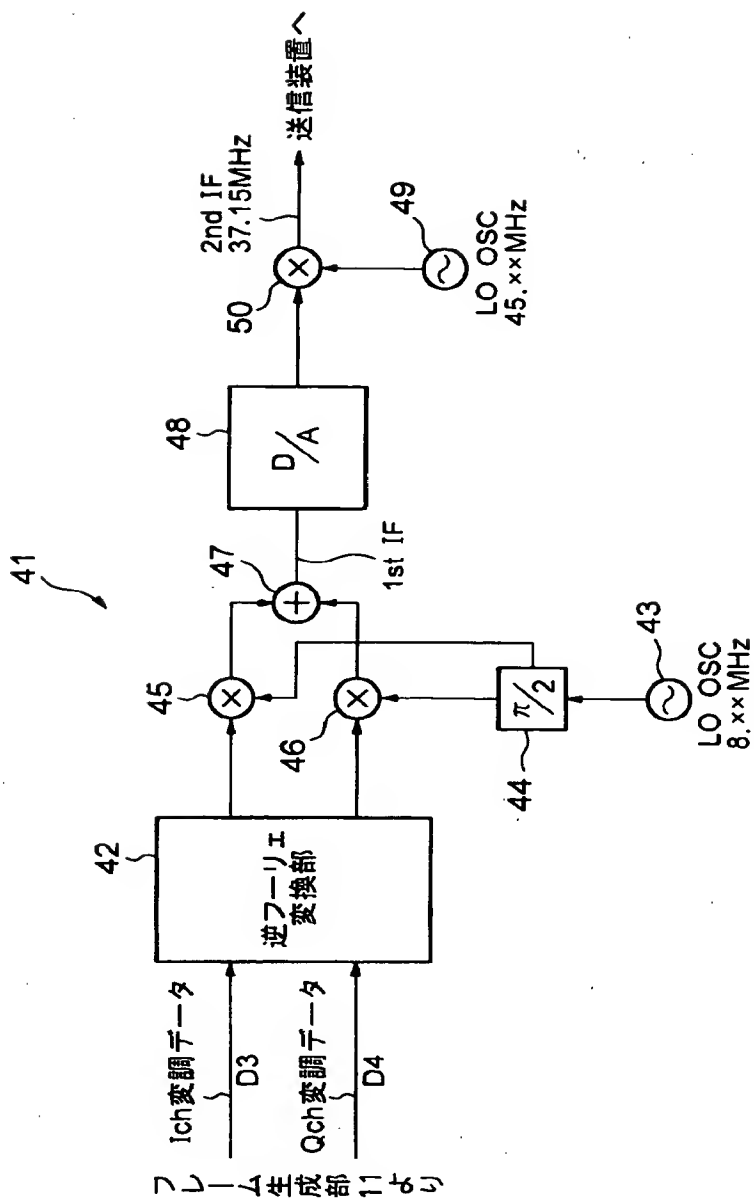 41
フレーム生成部11より
Ich変調データ
D3
Qch変調データ
D4
42
逆フーリェ
変換部
45
46
47
1st IF
44
π/2
43
LO OSC
8.××MHz
48
D/A
50
2nd IF
37.15MHz
送信装置へ
49
LO OSC
45.××MHz